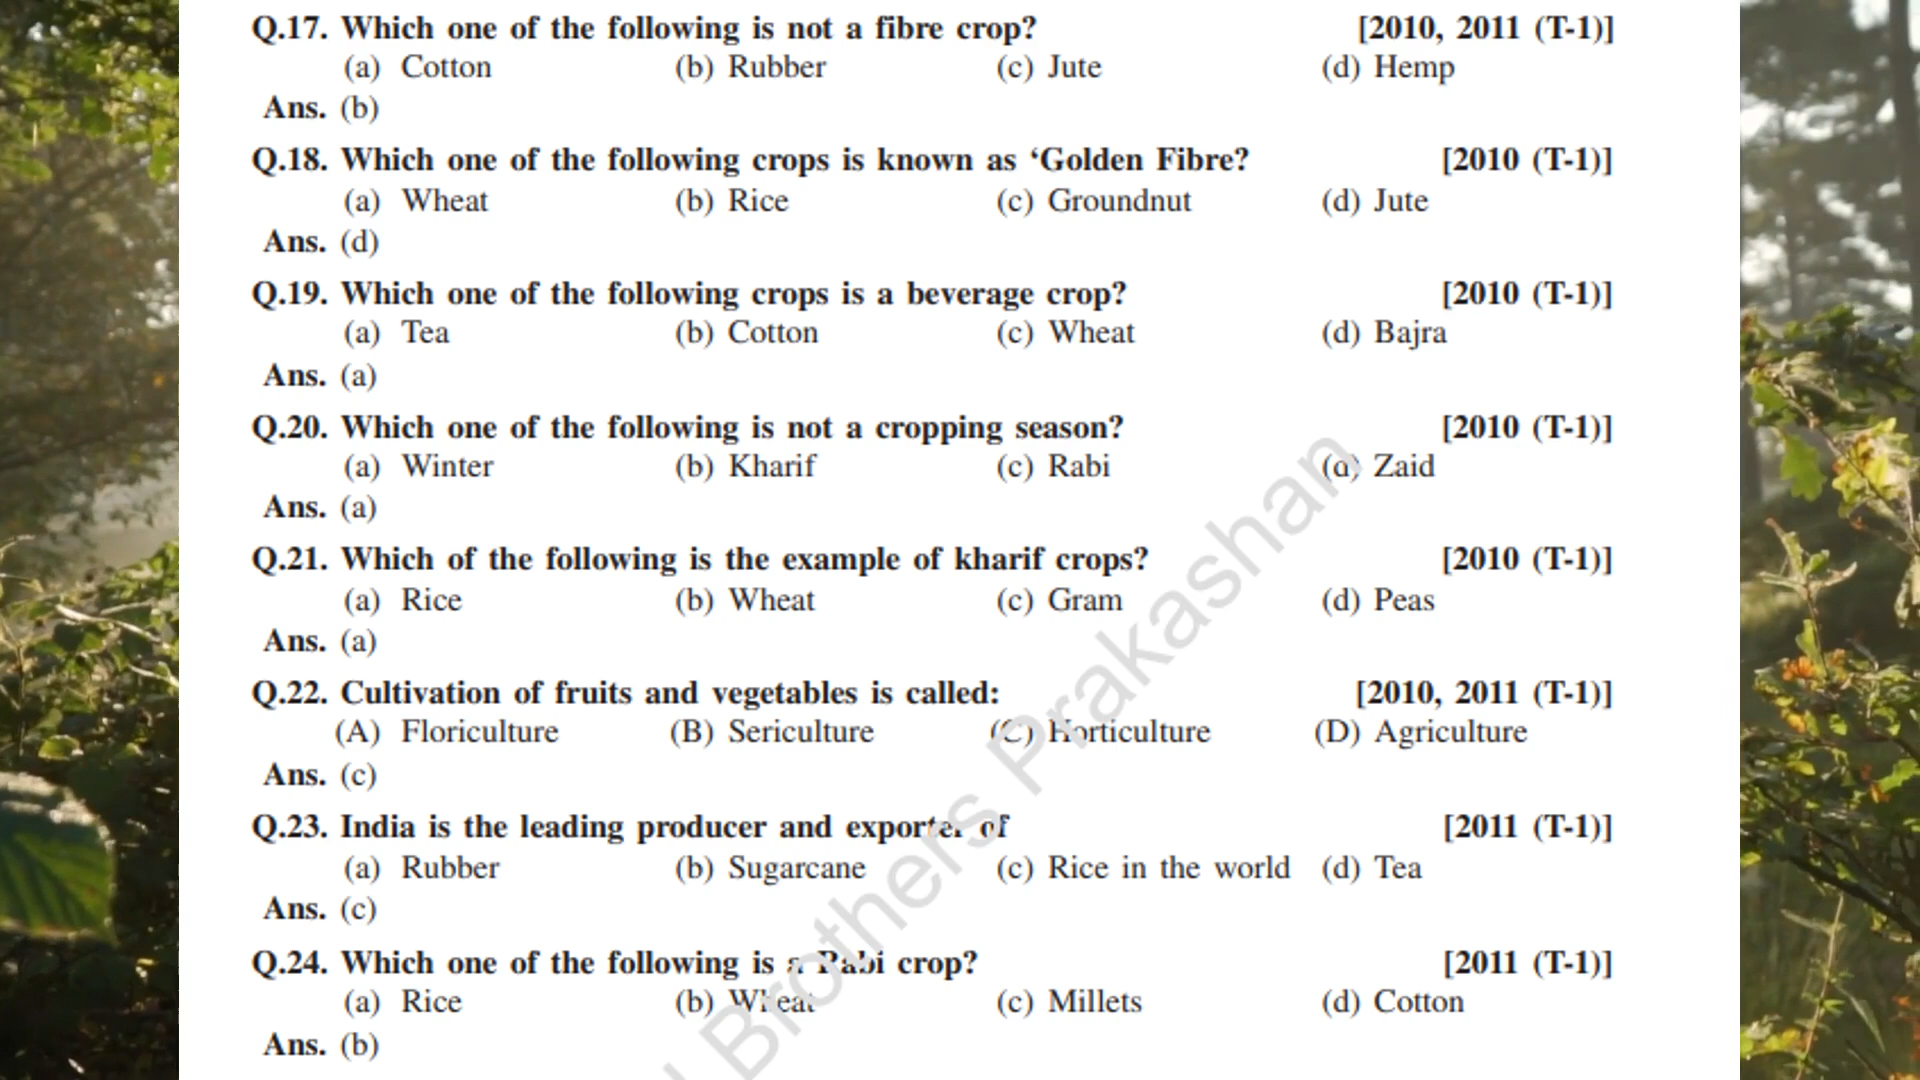 Q.17. Which one of the following is not a fibre crop? [2010, 2011 (T-1)]
(a) Cotton (b) Rubber (c) Jute (d) Hemp
Ans. (b)
Q.18. Which one of the following crops is known as ‘Golden Fibre? [2010 (T-1)]
(a) Wheat (b) Rice (c) Groundnut (d) Jute
Ans. (d)
Q.19. Which one of the following crops is a beverage crop? [2010 (T-1)]
(a) Tea (b) Cotton (c) Wheat (d) Bajra
Ans. (a)
Q.20. Which one of the following is not a cropping season? [2010 (T-1)]
(a) Winter (b) Kharif (c) Rabi (d) Zaid
Ans. (a)
Q.21. Which of the following is the example of kharif crops? [2010 (T-1)]
(a) Rice (b) Wheat (c) Gram (d) Peas
Ans. (a)
Q.22. Cultivation of fruits and vegetables is called: [2010, 2011 (T-1)]
(A) Floriculture (B) Sericulture (C) Horticulture (D) Agriculture
Ans. (c)
Q.23. India is the leading producer and exporter of [2011 (T-1)]
(a) Rubber (b) Sugarcane (c) Rice in the world (d) Tea
Ans. (c)
Q.24. Which one of the following is a Rabi crop? [2011 (T-1)]
(a) Rice (b) Wheat (c) Millets (d) Cotton
Ans. (b)
Brothers Prakashan